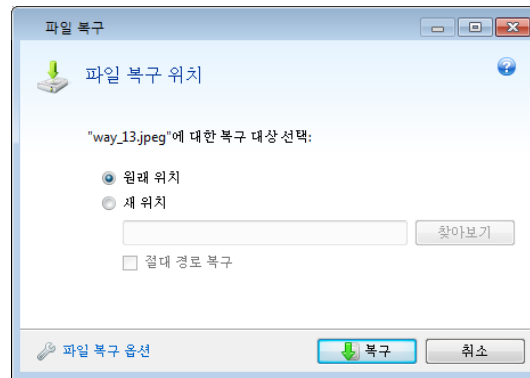 파일 복구
파일 복구 위치
"way_13.jpeg"에 대한 복구 대상 선택:
원래 위치
새 위치
찾아보기
절대 경로 복구
파일 복구 옵션
복구
취소